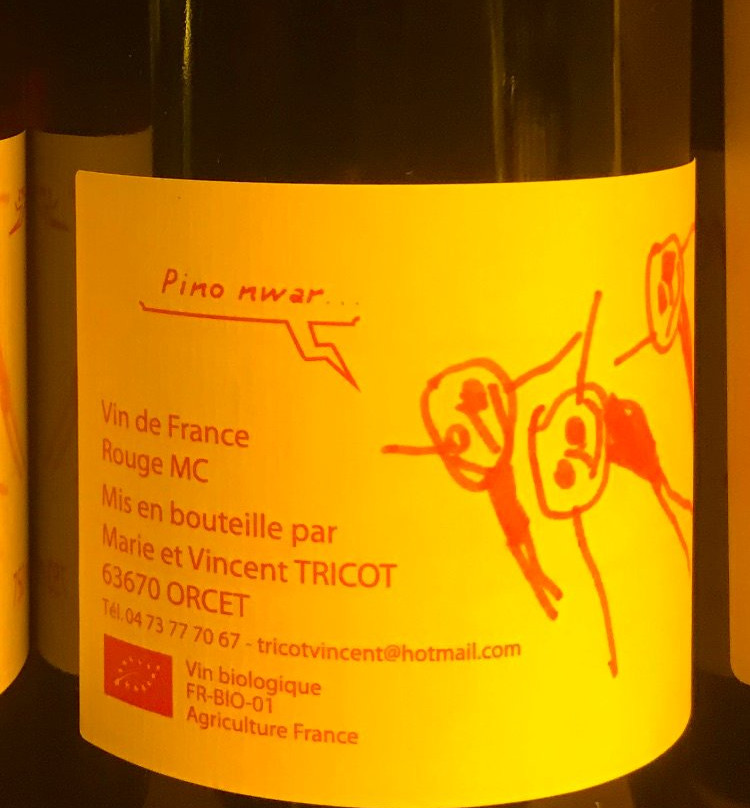 Pino nwar...
Vin de France
Rouge MC
Mis en bouteille par
Marie et Vincent TRICOT
63670 ORCET
Tél. 04 73 77 70 67 - tricotvincent@hotmail.com
Vin biologique
FR-BIO-01
Agriculture France